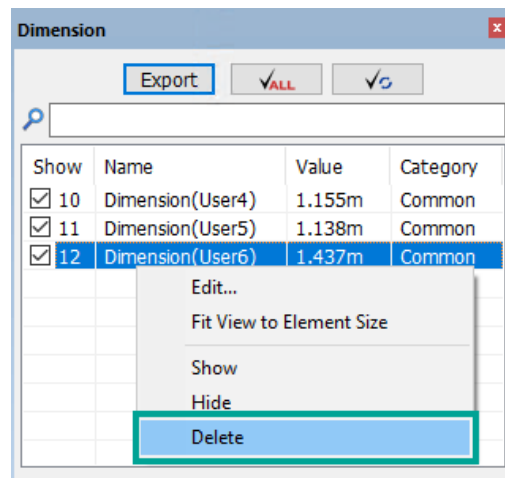 Dimension
x
Export ALL
Show Name Value Category
10 Dimension(User4) 1.155m Common
11 Dimension(User5) 1.138m Common
12 Dimension(User6) 1.437m Common
Edit...
Fit View to Element Size
Show
Hide
Delete